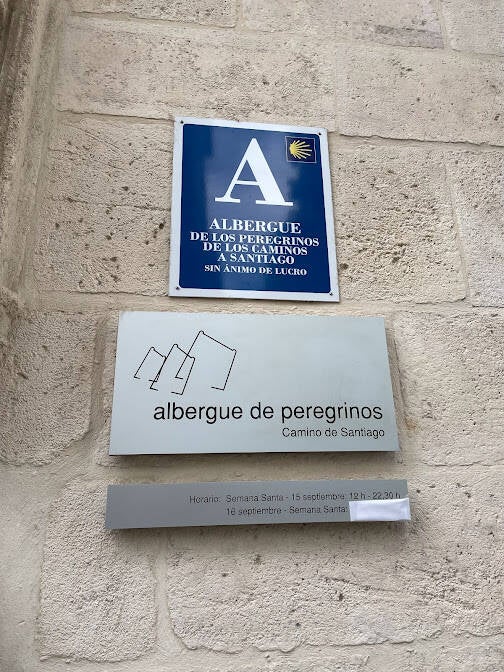 A
ALBERGUE
DE LOS PEREGRINOS
DE LOS CAMINOS
A SANTIAGO
SIN ÁNIMO DE LUCRO
albergue de peregrinos
Camino de Santiago
Horario: Semana Santa - 15 septiembre: 12 h - 22,30 h
16 septiembre - Semana Santa: